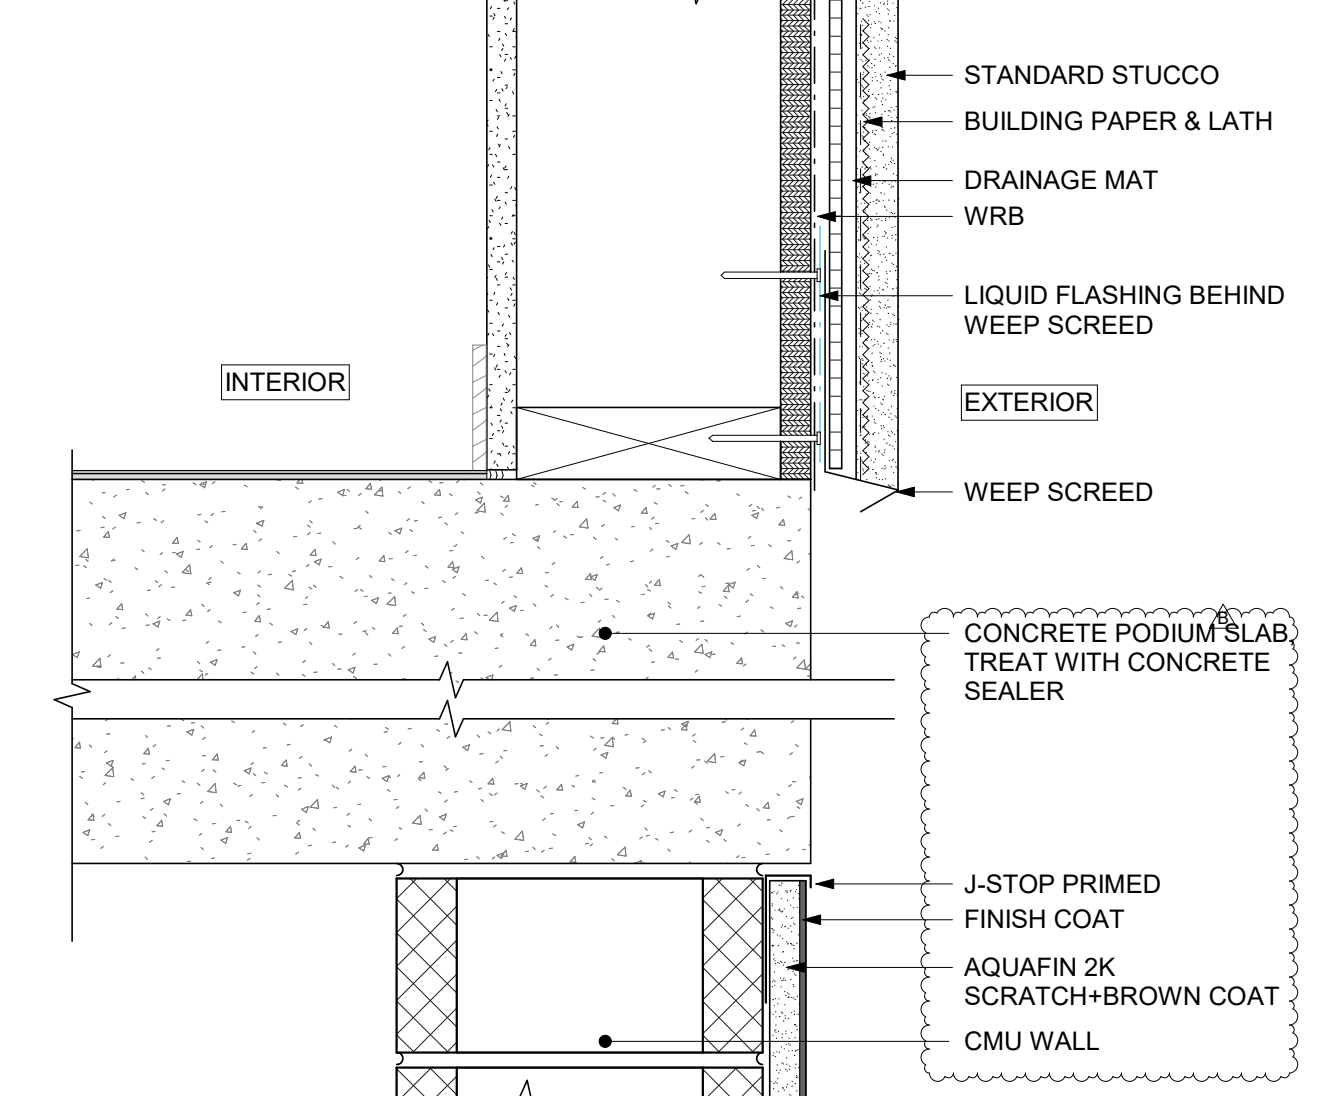 STANDARD STUCCO
BUILDING PAPER & LATH
DRAINAGE MAT
WRB
LIQUID FLASHING BEHIND
WEEP SCREED
INTERIOR
EXTERIOR
WEEP SCREED
B
CONCRETE PODIUM SLAB,
TREAT WITH CONCRETE
SEALER
J-STOP PRIMED
FINISH COAT
AQUAFIN 2K
SCRATCH+BROWN COAT
CMU WALL